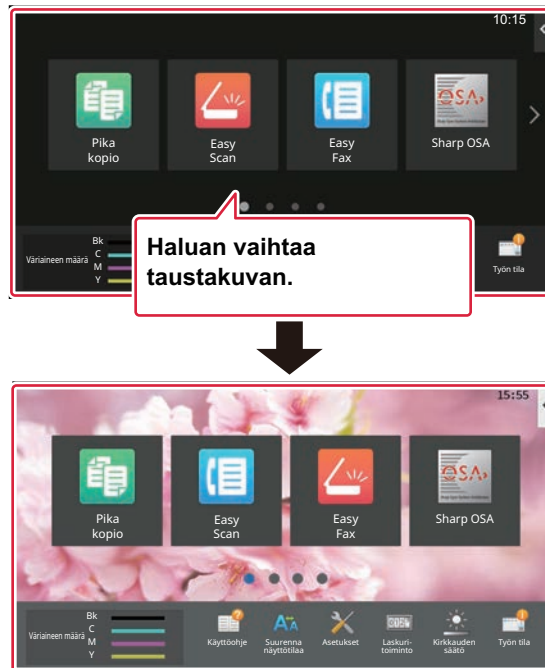 10:15
Pika
kopio
Easy
Scan
Easy
Fax
Sharp OSA
Haluan vaihtaa
taustakuvan.
Väriaineen määrä
Bk
C
M
Y
Työn tila
15:55
Pika
kopio
Easy
Scan
Easy
Fax
Sharp OSA
Väriaineen määrä
Bk
C
M
Y
Käyttöohje
Suurenna
näyttötilaa
Asetukset
Laskuri-
toiminto
Kirkkauden
säätö
Työn tila